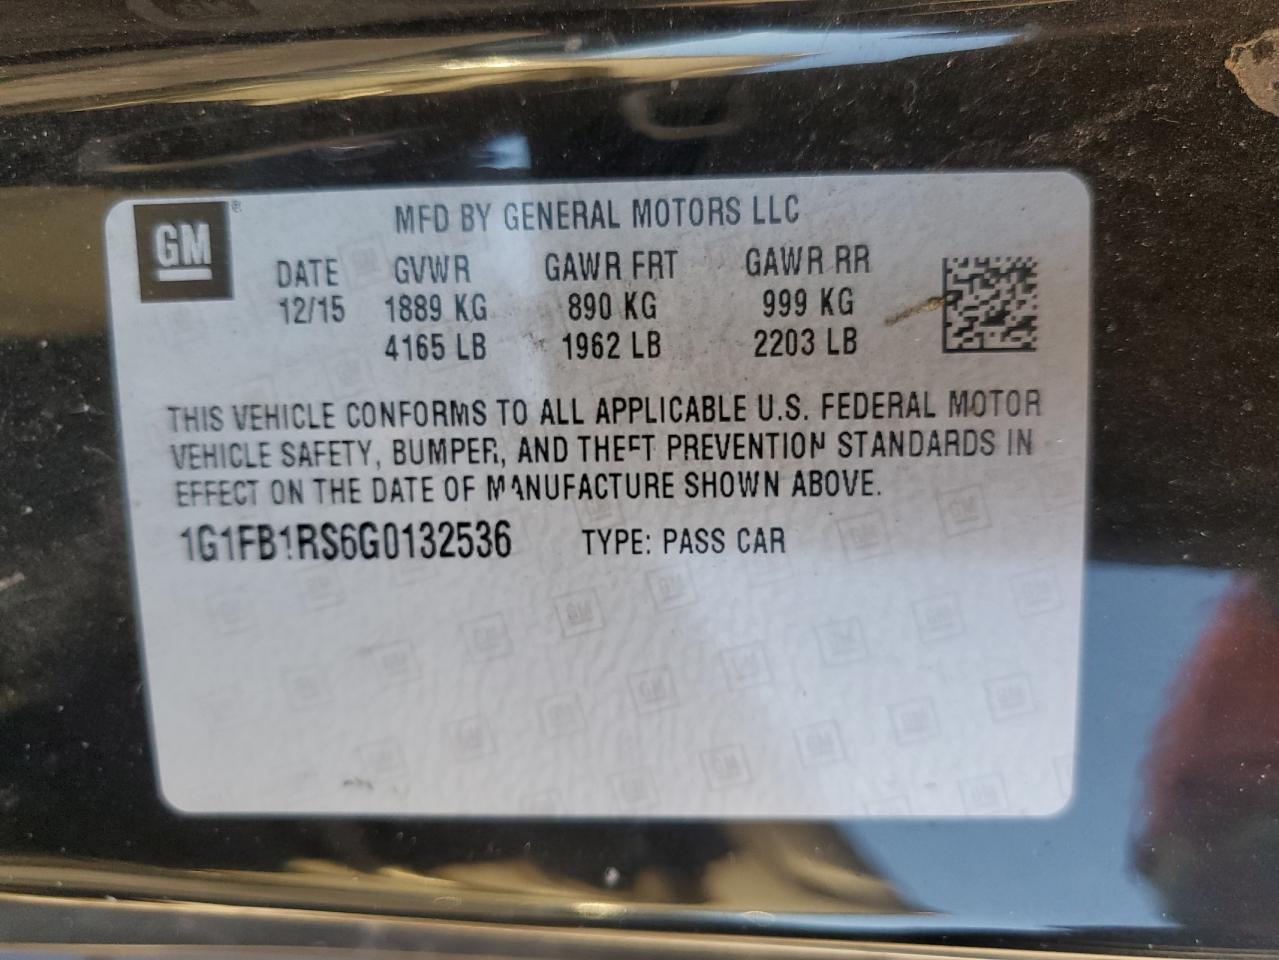 GM ®
MFD BY GENERAL MOTORS LLC
DATE GVWR GAWR FRT GAWR RR
12/15 1889 KG 890 KG 999 KG
4165 LB 1962 LB 2203 LB
THIS VEHICLE CONFORMS TO ALL APPLICABLE U.S. FEDERAL MOTOR
VEHICLE SAFETY, BUMPER, AND THEFT PREVENTION STANDARDS IN
EFFECT ON THE DATE OF MANUFACTURE SHOWN ABOVE.
1G1FB1RS6G0132536 TYPE: PASS CAR